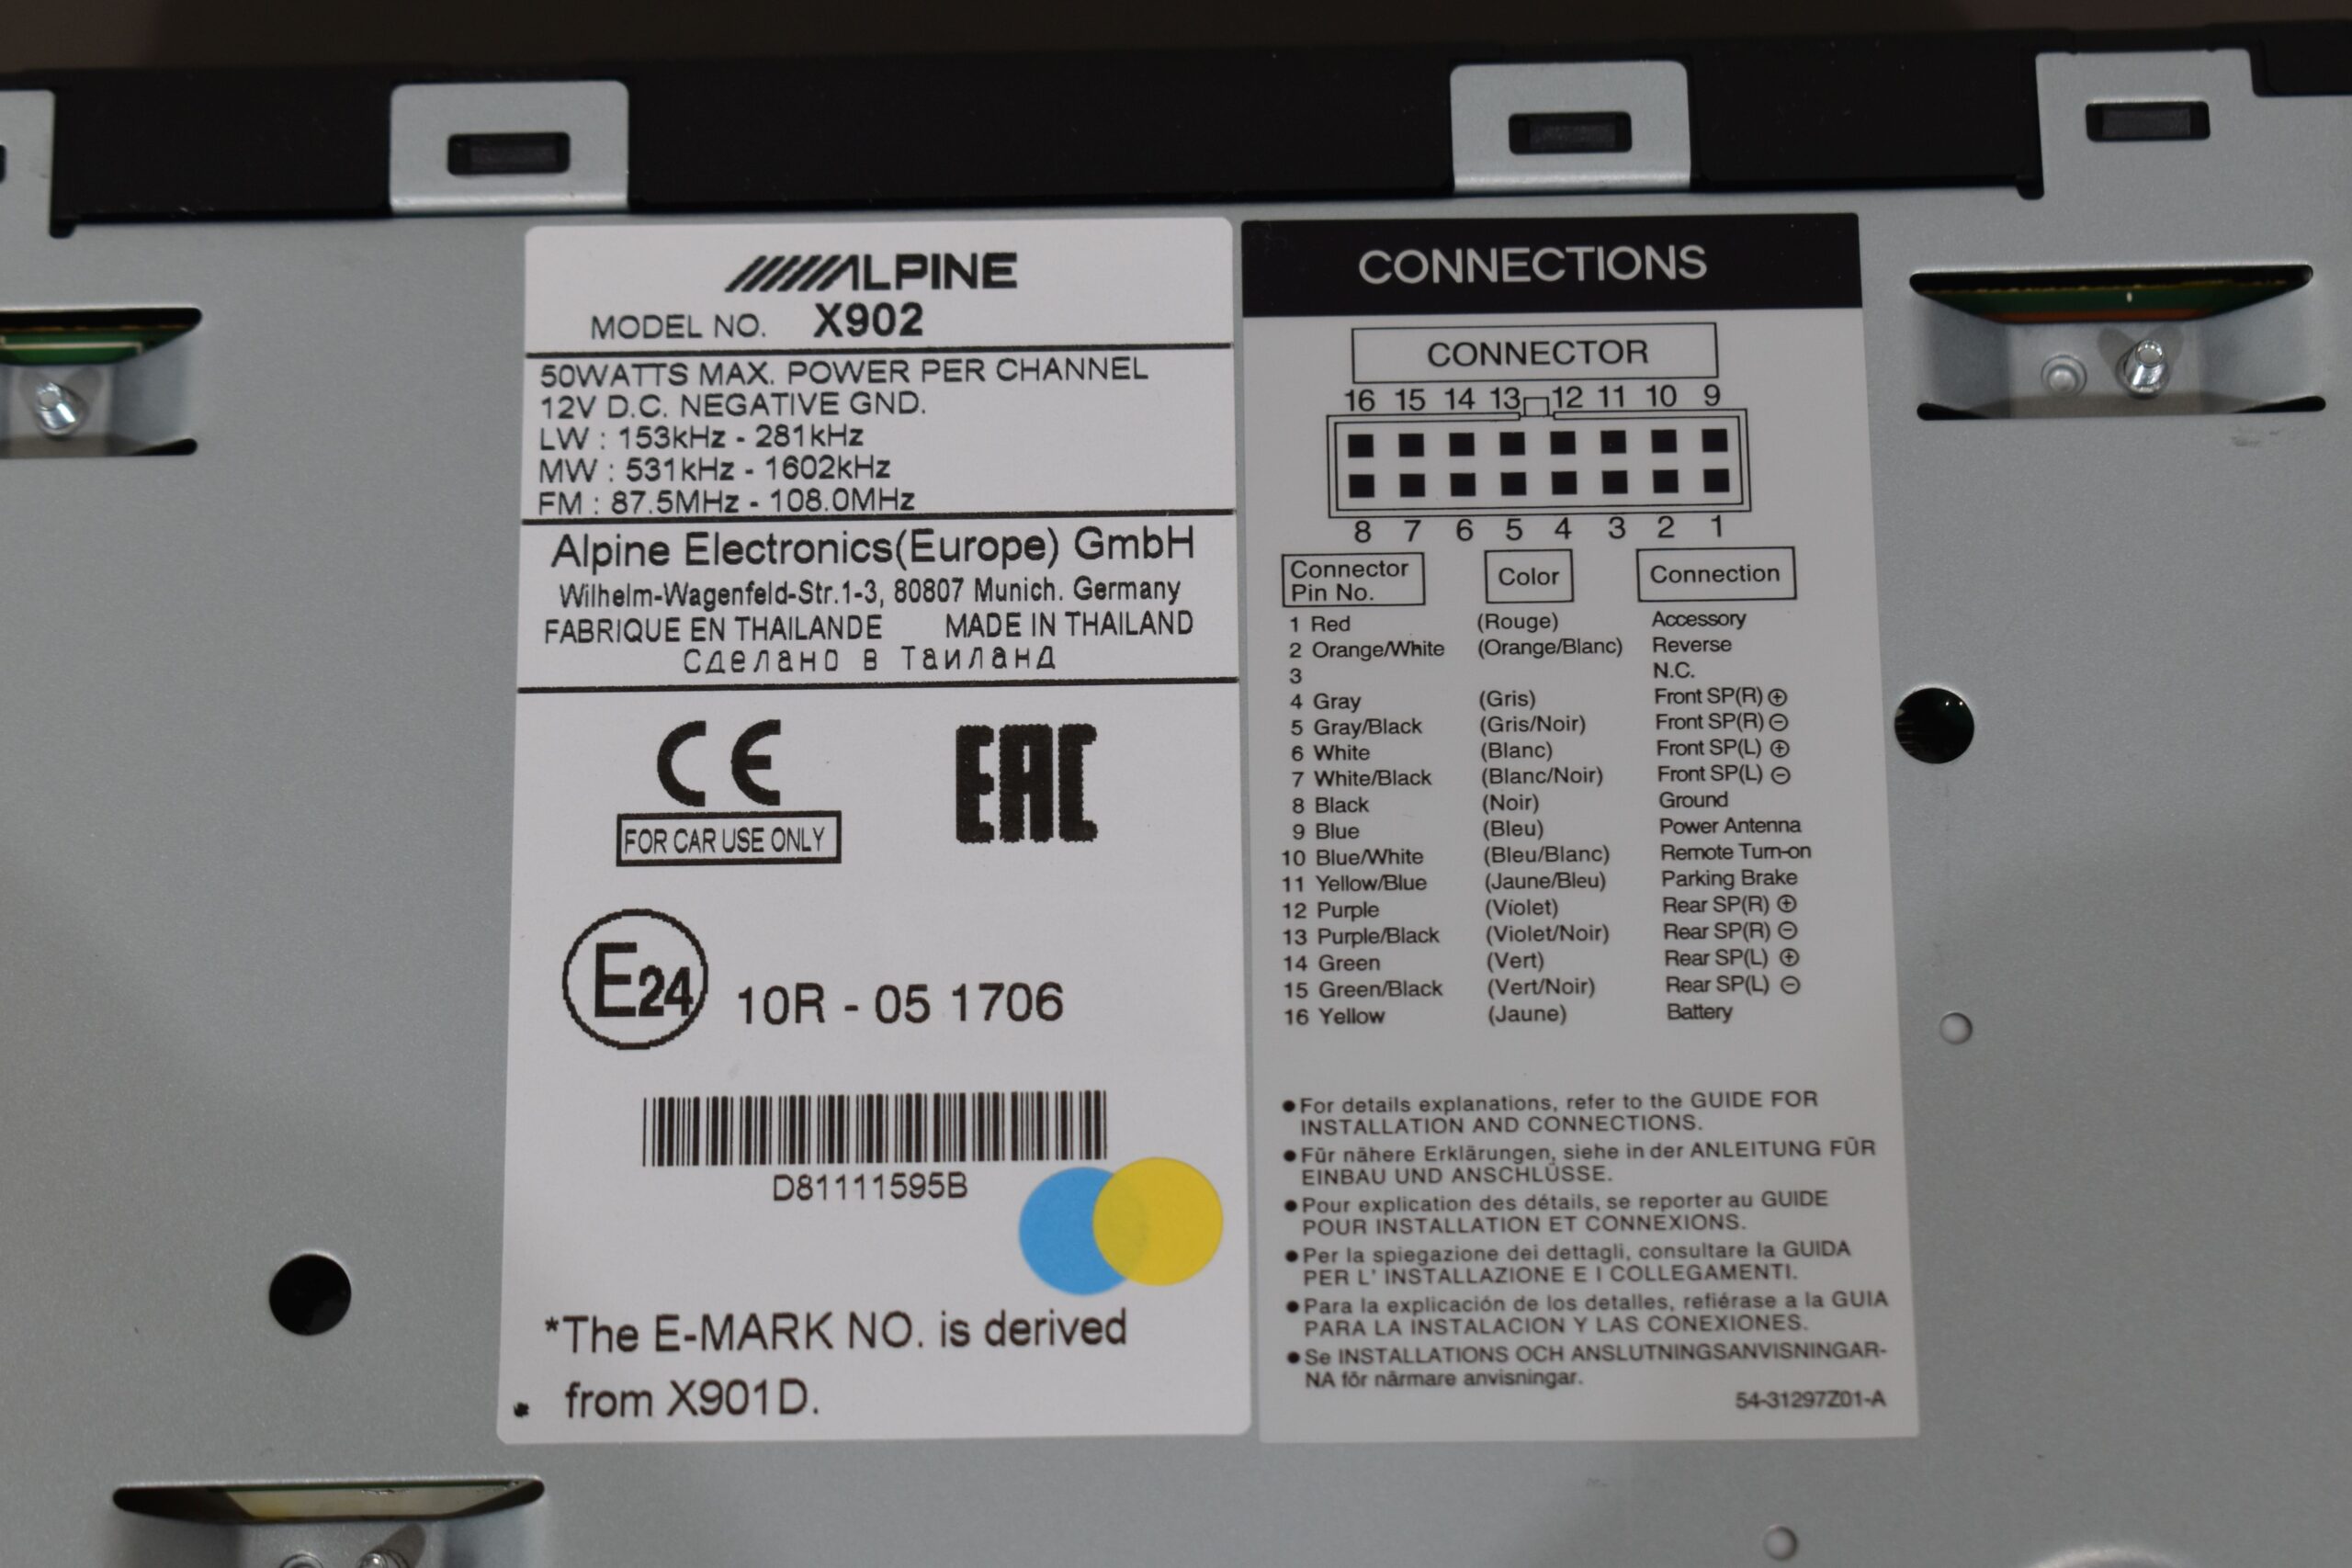 ALPINE
MODEL NO. X902
50WATTS MAX. POWER PER CHANNEL
12V D.C. NEGATIVE GND.
LW : 153kHz - 281kHz
MW : 531kHz - 1602kHz
FM : 87.5MHz - 108.0MHz
Alpine Electronics(Europe) GmbH
Wilhelm-Wagenfeld-Str.1-3, 80807 Munich. Germany
FABRIQUE EN THAILANDE MADE IN THAILAND
Сделано в Таиланд
CE
EAC
FOR CAR USE ONLY
E24 10R - 05 1706
D81111595B
*The E-MARK NO. is derived
from X901D.
CONNECTIONS
CONNECTOR
16 15 14 13 12 11 10 9
8 7 6 5 4 3 2 1
Connector
Pin No.
Color
Connection
1 Red (Rouge) Accessory
2 Orange/White (Orange/Blanc) Reverse
3 N.C.
4 Gray (Gris) Front SP(R) ⊕
5 Gray/Black (Gris/Noir) Front SP(R) ⊖
6 White (Blanc) Front SP(L) ⊕
7 White/Black (Blanc/Noir) Front SP(L) ⊖
8 Black (Noir) Ground
9 Blue (Bleu) Power Antenna
10 Blue/White (Bleu/Blanc) Remote Turn-on
11 Yellow/Blue (Jaune/Bleu) Parking Brake
12 Purple (Violet) Rear SP(R) ⊕
13 Purple/Black (Violet/Noir) Rear SP(R) ⊖
14 Green (Vert) Rear SP(L) ⊕
15 Green/Black (Vert/Noir) Rear SP(L) ⊖
16 Yellow (Jaune) Battery
●For details explanations, refer to the GUIDE FOR
INSTALLATION AND CONNECTIONS.
●Für nähere Erklärungen, siehe in der ANLEITUNG FÜR
EINBAU UND ANSCHLÜSSE.
●Pour explication des détails, se reporter au GUIDE
POUR INSTALLATION ET CONNEXIONS.
●Per la spiegazione dei dettagli, consultare la GUIDA
PER L' INSTALLAZIONE E I COLLEGAMENTI.
●Para la explicación de los detalles, refiérase a la GUIA
PARA LA INSTALACION Y LAS CONEXIONES.
●Se INSTALLATIONS OCH ANSLUTNINGSANVISNINGAR-
NA för närmare anvisningar.
54-31297Z01-A